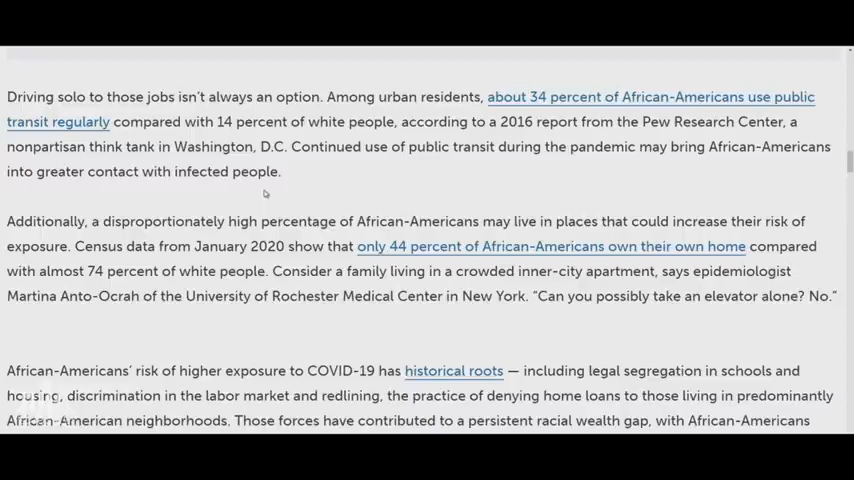 Driving solo to those jobs isn't always an option. Among urban residents, about 34 percent of African-Americans use public
transit regularly compared with 14 percent of white people, according to a 2016 report from the Pew Research Center, a
nonpartisan think tank in Washington, D.C. Continued use of public transit during the pandemic may bring African-Americans
into greater contact with infected people.
Additionally, a disproportionately high percentage of African-Americans may live in places that could increase their risk of
exposure. Census data from January 2020 show that only 44 percent of African-Americans own their own home compared
with almost 74 percent of white people. Consider a family living in a crowded inner-city apartment, says epidemiologist
Martina Anto-Ocrah of the University of Rochester Medical Center in New York. “Can you possibly take an elevator alone? No.”
African-Americans' risk of higher exposure to COVID-19 has historical roots — including legal segregation in schools and
housing, discrimination in the labor market and redlining, the practice of denying home loans to those living in predominantly
African-American neighborhoods. Those forces have contributed to a persistent racial wealth gap, with African-Americans